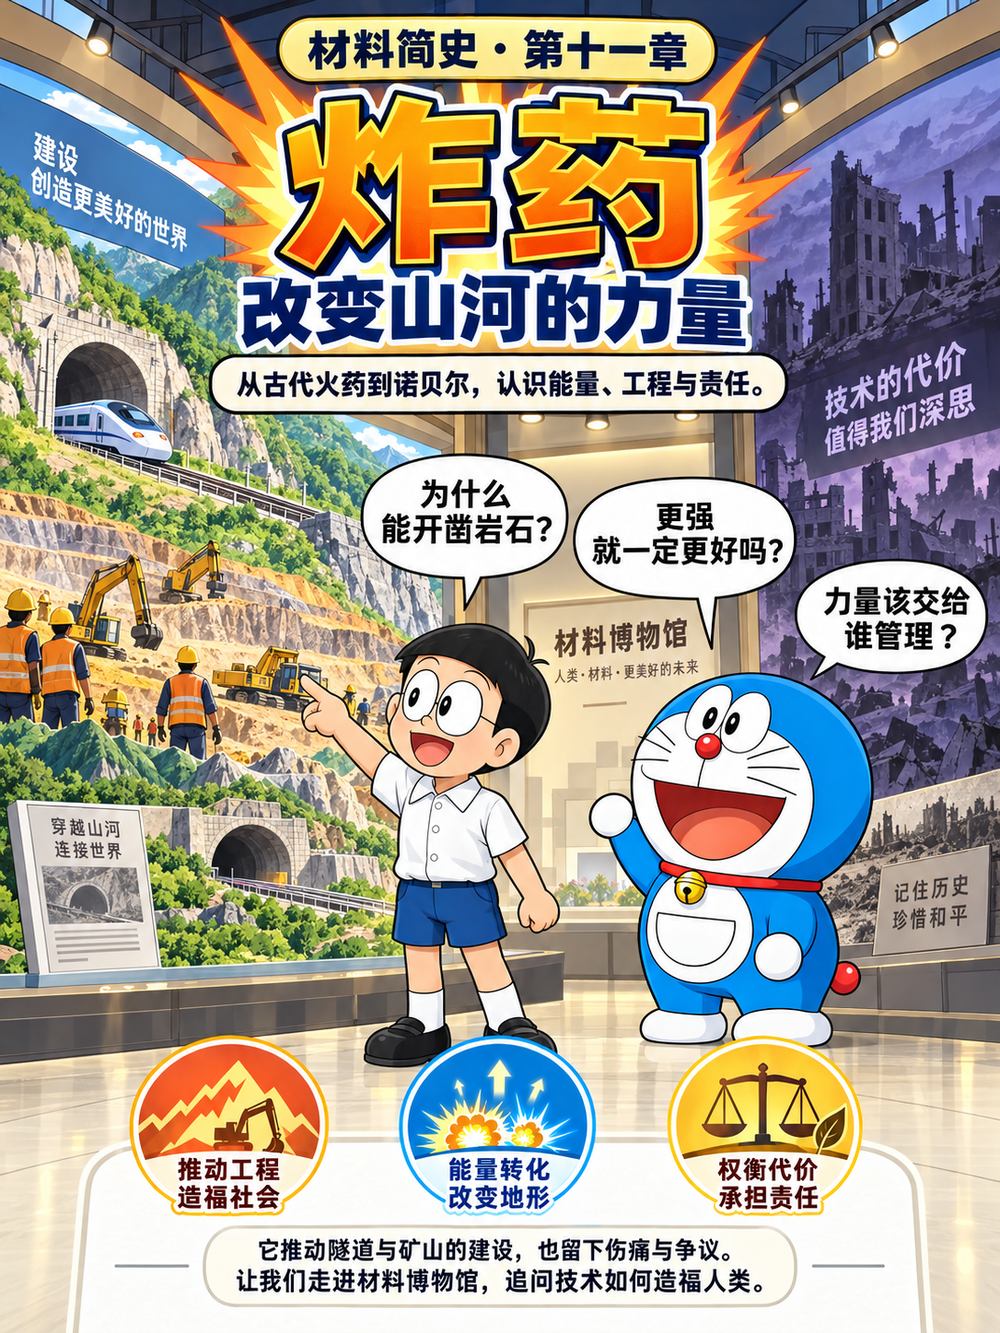 材料简史·第十一章
炸药
改变山河的力量
从古代火药到诺贝尔，认识能量、工程与责任。
建设
创造更美好的世界
技术的代价
值得我们深思
为什么
能开凿岩石？
更强
就一定更好吗？
力量该交给
谁管理？
材料博物馆
人类·材料·更美好的未来
穿越山河
连接世界
记住历史
珍惜和平
推动工程
造福社会
能量转化
改变地形
权衡代价
承担责任
它推动隧道与矿山的建设，也留下伤痛与争议。
让我们走进材料博物馆，追问技术如何造福人类。